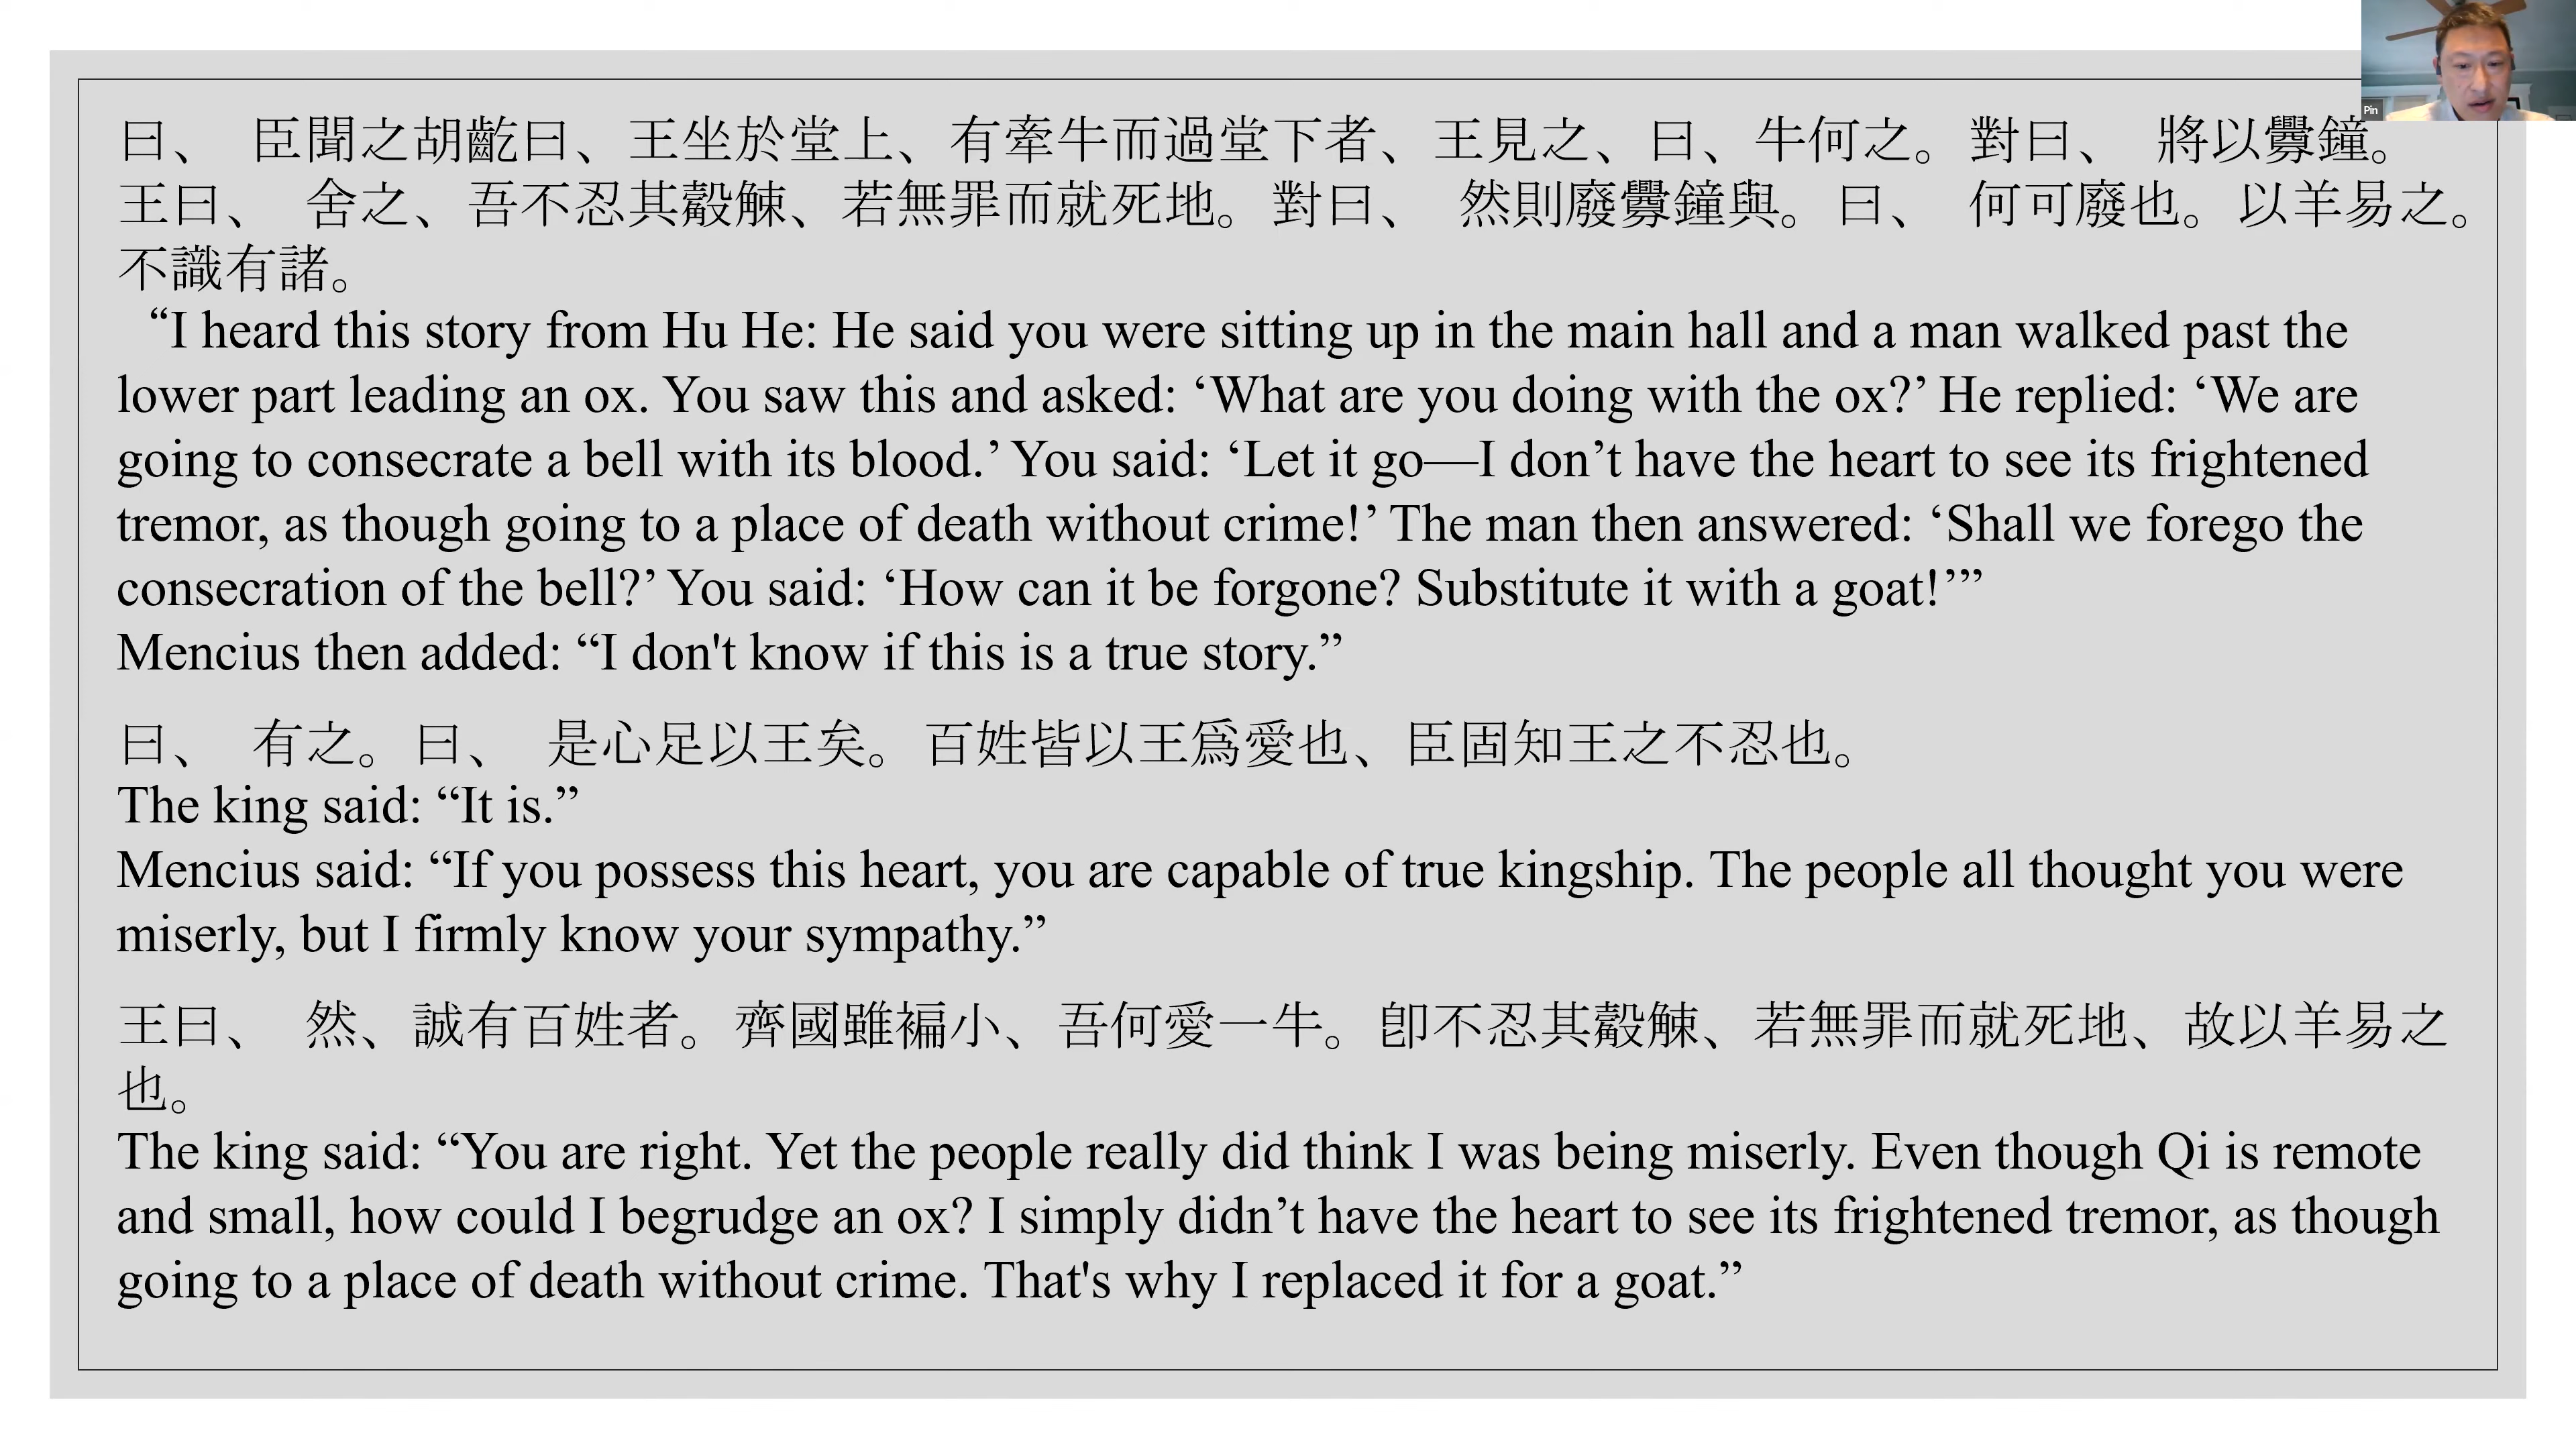 Pin
曰、 臣聞之胡齕曰、王坐於堂上、有牽牛而過堂下者、王見之、曰、牛何之。對曰、 將以釁鐘。
王曰、 舍之、吾不忍其觳觫、若無罪而就死地。對曰、 然則廢釁鐘與。曰、 何可廢也。以羊易之。
不識有諸。
“I heard this story from Hu He: He said you were sitting up in the main hall and a man walked past the
lower part leading an ox. You saw this and asked: ‘What are you doing with the ox?’ He replied: ‘We are
going to consecrate a bell with its blood.’ You said: ‘Let it go—I don’t have the heart to see its frightened
tremor, as though going to a place of death without crime!’ The man then answered: ‘Shall we forego the
consecration of the bell?’ You said: ‘How can it be forgone? Substitute it with a goat!’”
Mencius then added: “I don't know if this is a true story.”
曰、 有之。曰、 是心足以王矣。百姓皆以王爲愛也、臣固知王之不忍也。
The king said: “It is.”
Mencius said: “If you possess this heart, you are capable of true kingship. The people all thought you were
miserly, but I firmly know your sympathy.”
王曰、 然、誠有百姓者。齊國雖褊小、吾何愛一牛。卽不忍其觳觫、若無罪而就死地、故以羊易之
也。
The king said: “You are right. Yet the people really did think I was being miserly. Even though Qi is remote
and small, how could I begrudge an ox? I simply didn’t have the heart to see its frightened tremor, as though
going to a place of death without crime. That's why I replaced it for a goat.”